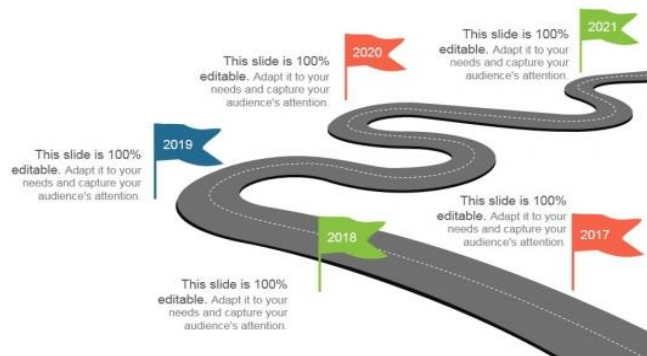 2021
This slide is 100%
editable. Adapt it to your
needs and capture your
audience's attention.
2020
This slide is 100%
editable. Adapt it to your
needs and capture your
audience's attention.
2019
This slide is 100%
editable. Adapt it to your
needs and capture your
audience's attention.
2017
This slide is 100%
editable. Adapt it to your
needs and capture your
audience's attention.
2018
This slide is 100%
editable. Adapt it to your
needs and capture your
audience's attention.